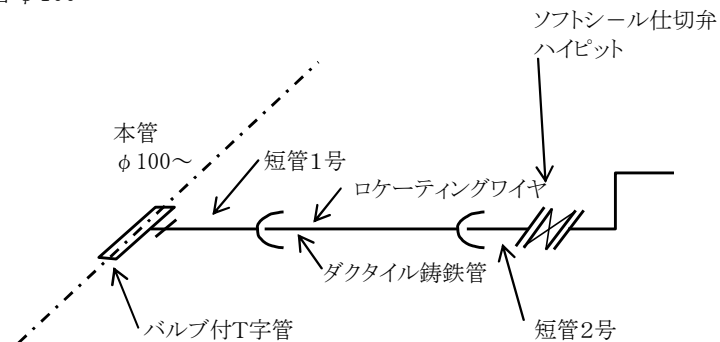 ソフトシール仕切弁
ハイピット
本管
φ100～
短管1号
ロケーティングワイヤ
ダクタイル鋳鉄管
バルブ付T字管
短管2号